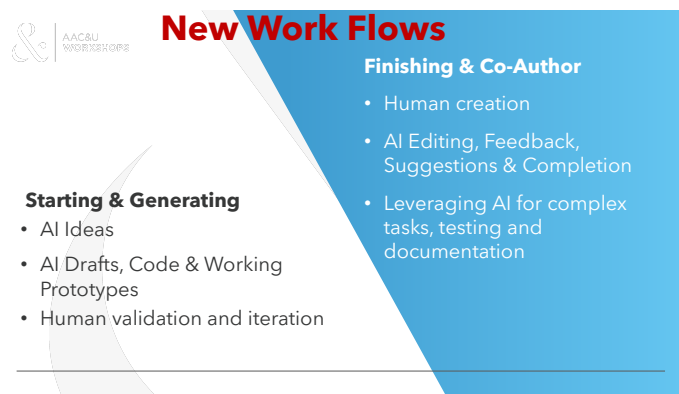 AAC&U
WORKSHOPS
New Work Flows
Finishing & Co-Author
• Human creation
• AI Editing, Feedback,
Suggestions & Completion
• Leveraging AI for complex
tasks, testing and
documentation
Starting & Generating
• AI Ideas
• AI Drafts, Code & Working
Prototypes
• Human validation and iteration